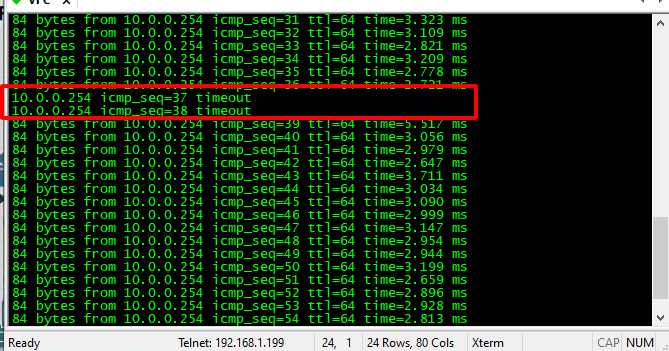 VPC X
84 bytes from 10.0.0.254 icmp_seq=31 ttl=64 time=3.323 ms
84 bytes from 10.0.0.254 icmp_seq=32 ttl=64 time=3.109 ms
84 bytes from 10.0.0.254 icmp_seq=33 ttl=64 time=2.821 ms
84 bytes from 10.0.0.254 icmp_seq=34 ttl=64 time=3.209 ms
84 bytes from 10.0.0.254 icmp_seq=35 ttl=64 time=2.778 ms
84 bytes from 10.0.0.254 icmp_seq=36 ttl=64 ms
10.0.0.254 icmp_seq=37 timeout
10.0.0.254 icmp_seq=38 timeout
84 bytes from 10.0.0.254 icmp_seq=39 ttl=64 time=5.517 ms
84 bytes from 10.0.0.254 icmp_seq=40 ttl=64 time=3.056 ms
84 bytes from 10.0.0.254 icmp_seq=41 ttl=64 time=2.979 ms
84 bytes from 10.0.0.254 icmp_seq=42 ttl=64 time=2.647 ms
84 bytes from 10.0.0.254 icmp_seq=43 ttl=64 time=3.711 ms
84 bytes from 10.0.0.254 icmp_seq=44 ttl=64 time=3.034 ms
84 bytes from 10.0.0.254 icmp_seq=45 ttl=64 time=3.090 ms
84 bytes from 10.0.0.254 icmp_seq=46 ttl=64 time=2.999 ms
84 bytes from 10.0.0.254 icmp_seq=47 ttl=64 time=3.147 ms
84 bytes from 10.0.0.254 icmp_seq=48 ttl=64 time=2.954 ms
84 bytes from 10.0.0.254 icmp_seq=49 ttl=64 time=2.944 ms
84 bytes from 10.0.0.254 icmp_seq=50 ttl=64 time=3.199 ms
84 bytes from 10.0.0.254 icmp_seq=51 ttl=64 time=2.659 ms
84 bytes from 10.0.0.254 icmp_seq=52 ttl=64 time=2.896 ms
84 bytes from 10.0.0.254 icmp_seq=53 ttl=64 time=2.928 ms
84 bytes from 10.0.0.254 icmp_seq=54 ttl=64 time=2.813 ms
Ready Telnet: 192.168.1.199 24, 1 24 Rows, 80 Cols Xterm CAP NUM